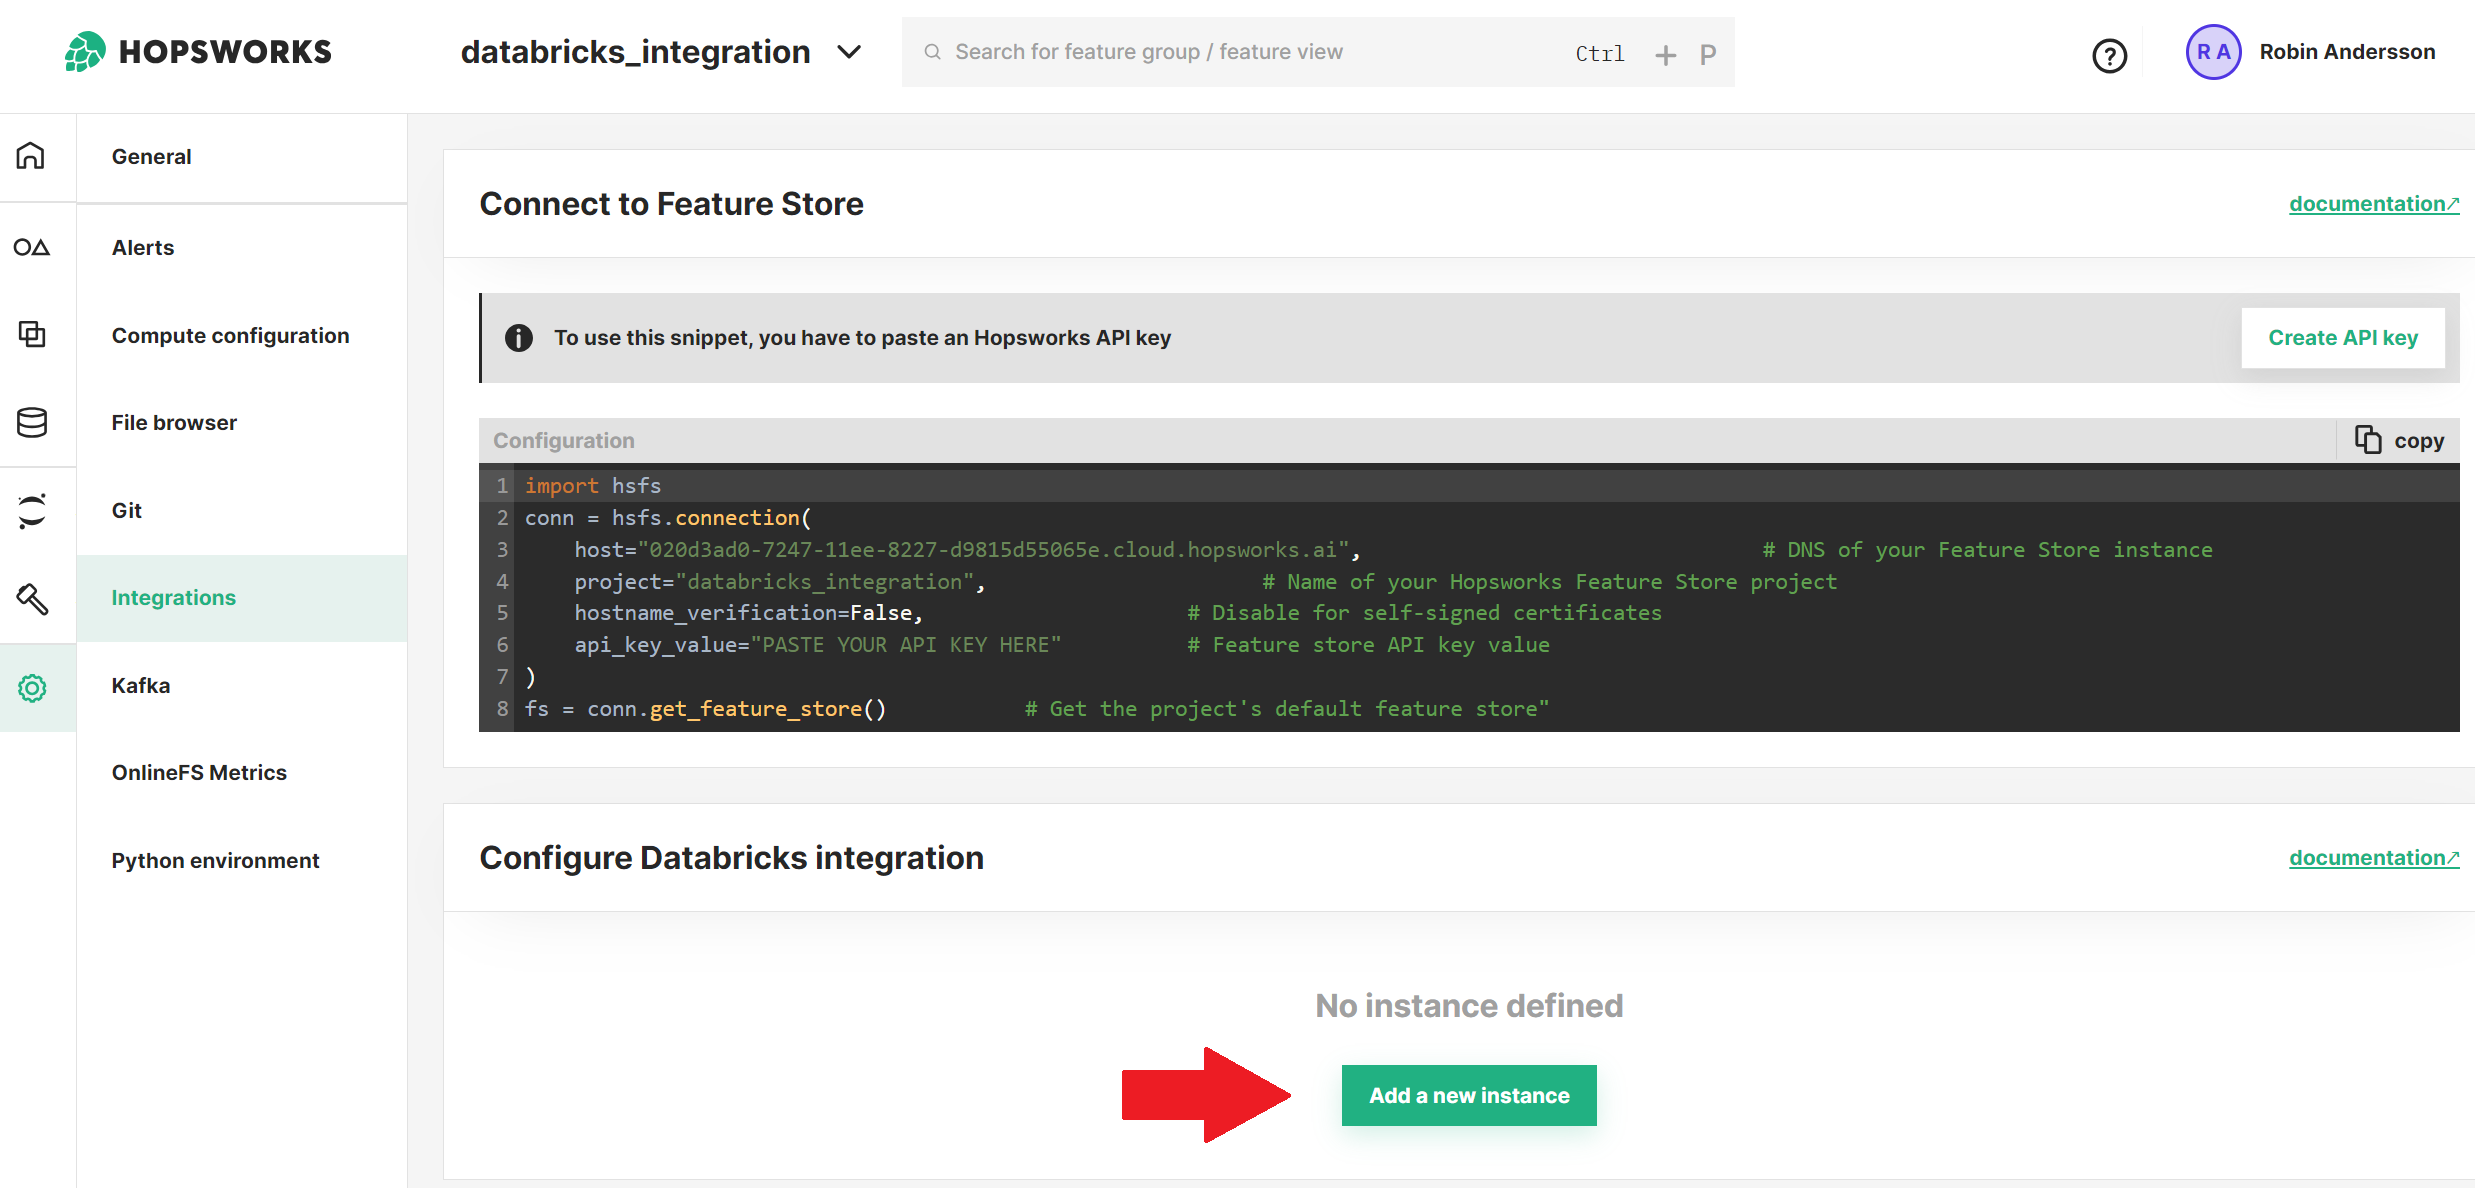 HOPSWORKS
databricks_integration
Search for feature group / feature view
Ctrl + P
R A
Robin Andersson
General
Alerts
Compute configuration
File browser
Git
Integrations
Kafka
OnlineFS Metrics
Python environment
Connect to Feature Store
documentation↗
To use this snippet, you have to paste an Hopsworks API key
Create API key
Configuration
copy
1 import hsfs
2 conn = hsfs.connection(
3     host="020d3ad0-7247-11ee-8227-d9815d55065e.cloud.hopsworks.ai",                                # DNS of your Feature Store instance
4     project="databricks_integration",                      # Name of your Hopsworks Feature Store project
5     hostname_verification=False,                     # Disable for self-signed certificates
6     api_key_value="PASTE YOUR API KEY HERE"          # Feature store API key value
7 )
8 fs = conn.get_feature_store()           # Get the project's default feature store"
Configure Databricks integration
documentation↗
No instance defined
Add a new instance